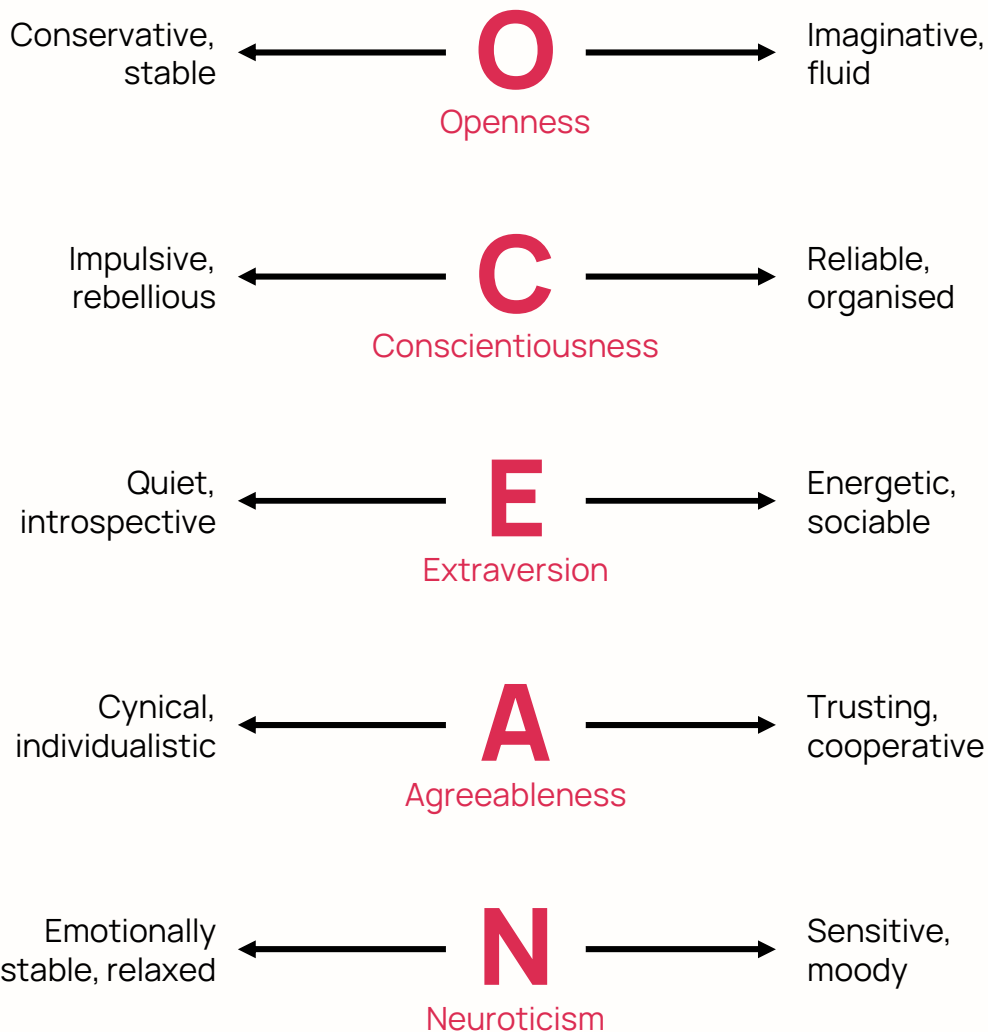 Conservative,
stable
O
Openness
Imaginative,
fluid
Impulsive,
rebellious
C
Conscientiousness
Reliable,
organised
Quiet,
introspective
E
Extraversion
Energetic,
sociable
Cynical,
individualistic
A
Agreeableness
Trusting,
cooperative
Emotionally
stable, relaxed
N
Neuroticism
Sensitive,
moody